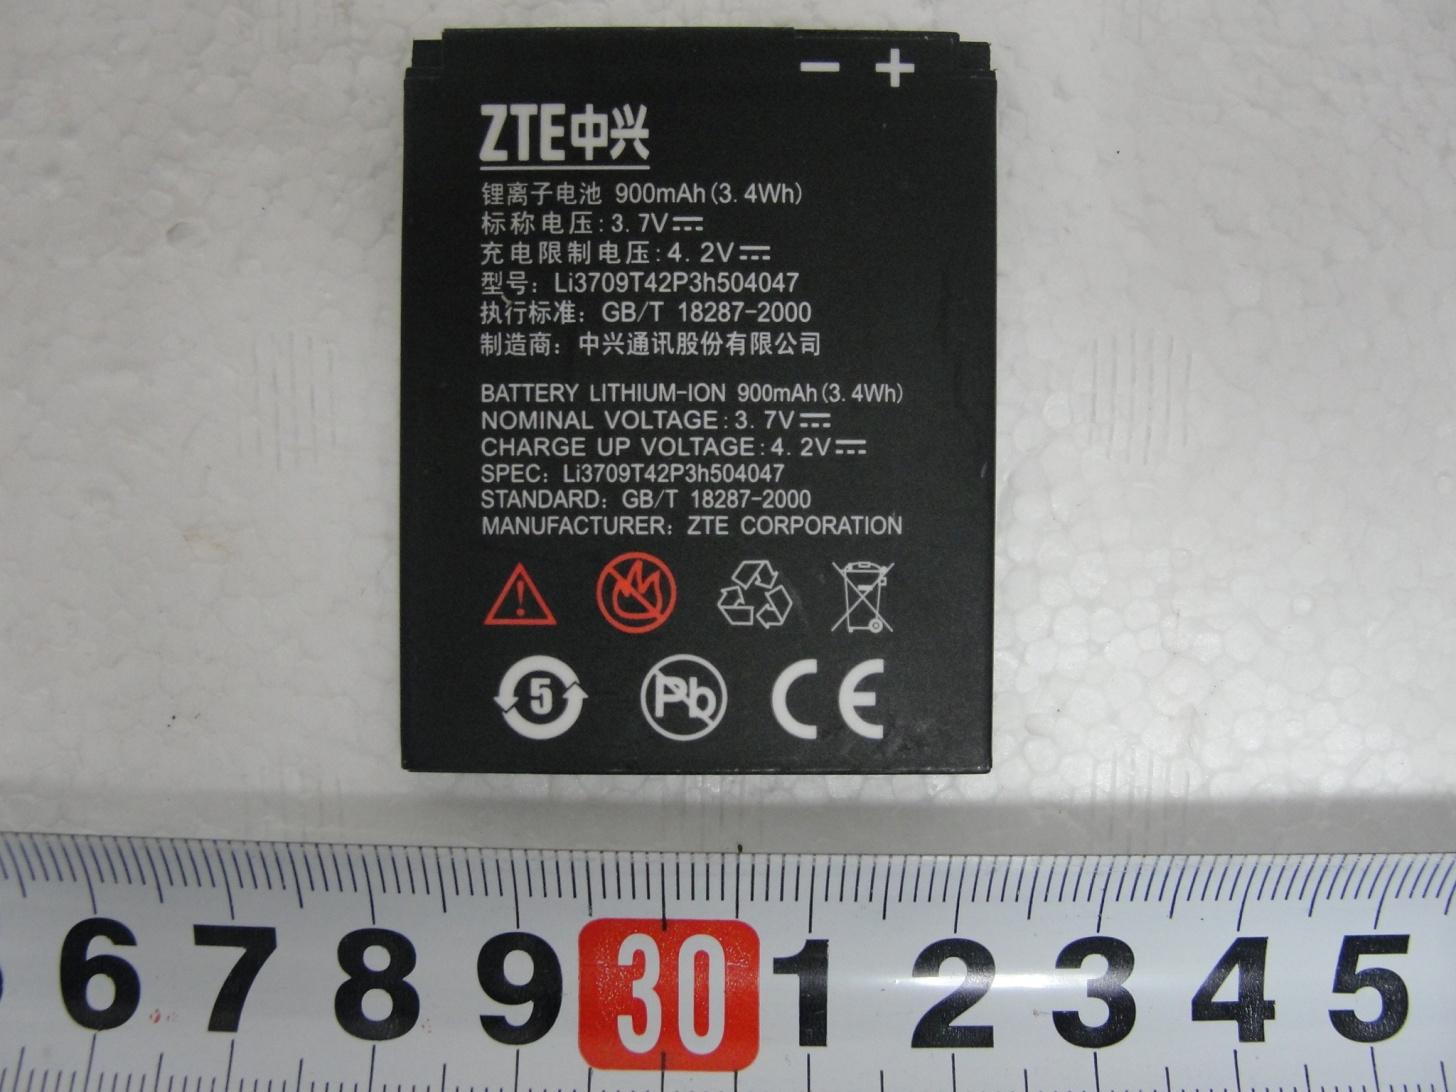 − +
ZTE中兴
锂离子电池 900mAh(3.4Wh)
标称电压:3.7V
充电限制电压:4.2V
型号: Li3709T42P3h504047
执行标准: GB/T 18287-2000
制造商: 中兴通讯股份有限公司
BATTERY LITHIUM-ION 900mAh(3.4Wh)
NOMINAL VOLTAGE:3.7V
CHARGE UP VOLTAGE:4.2V
SPEC: Li3709T42P3h504047
STANDARD: GB/T 18287-2000
MANUFACTURER: ZTE CORPORATION
5 Pb CE
6 7 8 9 30 1 2 3 4 5